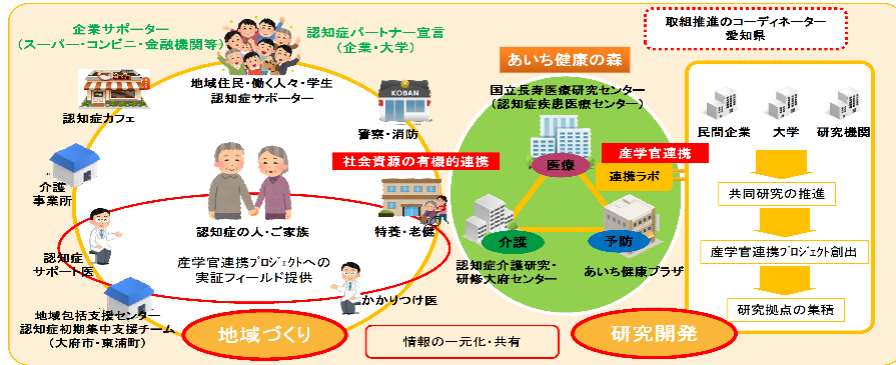 企業サポーター
(スーパー・コンビニ・金融機関等)
認知症パートナー宣言
(企業・大学)
地域住民・働く人々・学生
認知症サポーター
認知症カフェ
KOBAN
警察・消防
介護
事業所
社会資源の有機的連携
認知症の人・ご家族
特養・老健
認知症
サポート医
産学官連携プロジェクトへの
実証フィールド提供
かかりつけ医
地域包括支援センター
認知症初期集中支援チーム
(大府市・東浦町)
地域づくり
情報の一元化・共有
あいち健康の森
国立長寿医療研究センター
(認知症疾患医療センター)
医療
産学官連携
連携ラボ
介護
予防
認知症介護研究・
研修大府センター
あいち健康プラザ
研究開発
取組推進のコーディネーター
愛知県
民間企業
大学
研究機関
共同研究の推進
産学官連携プロジェクト創出
研究拠点の集積